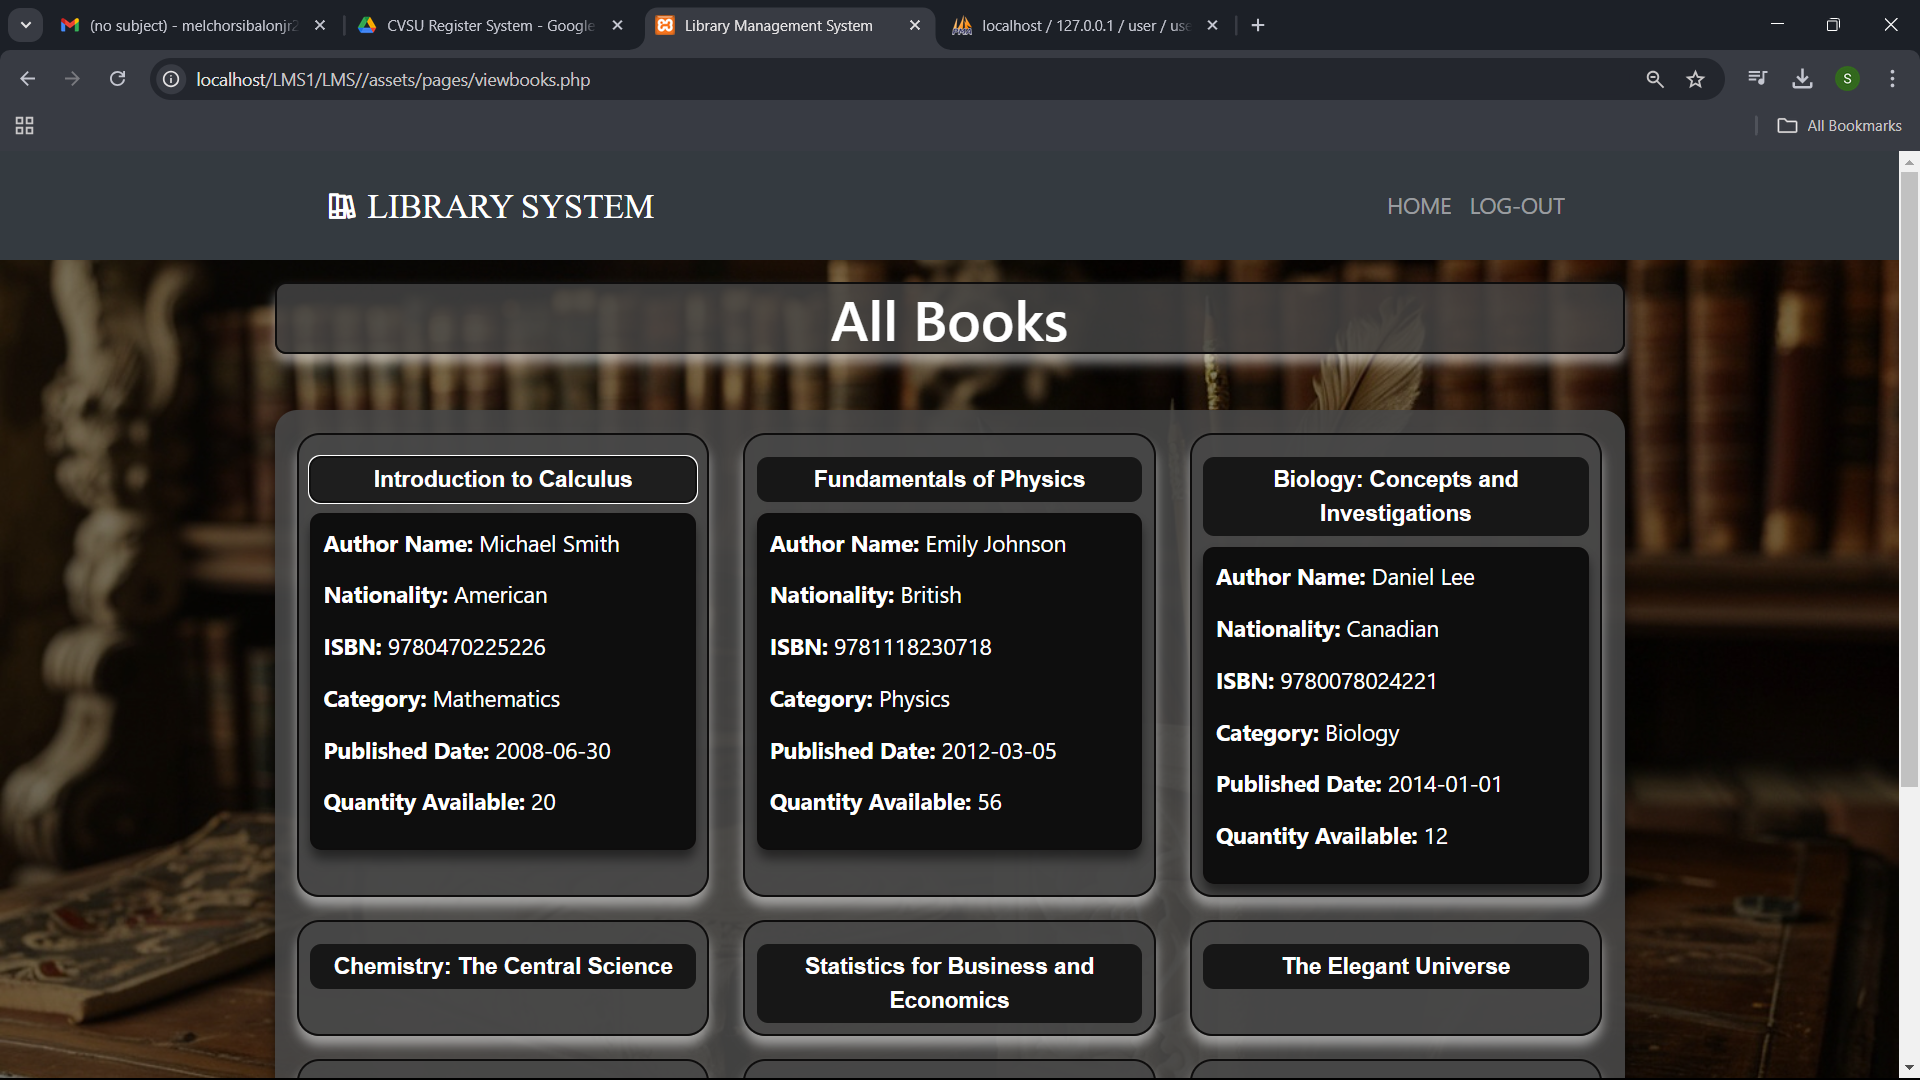 (no subject) - melchorsibalonjr2
CVSU Register System - Google
Library Management System
localhost / 127.0.0.1 / user / use
localhost/LMS1/LMS//assets/pages/viewbooks.php
S
All Bookmarks
LIBRARY SYSTEM
HOME LOG-OUT
All Books
Introduction to Calculus
Author Name: Michael Smith
Nationality: American
ISBN: 9780470225226
Category: Mathematics
Published Date: 2008-06-30
Quantity Available: 20
Fundamentals of Physics
Author Name: Emily Johnson
Nationality: British
ISBN: 9781118230718
Category: Physics
Published Date: 2012-03-05
Quantity Available: 56
Biology: Concepts and
Investigations
Author Name: Daniel Lee
Nationality: Canadian
ISBN: 9780078024221
Category: Biology
Published Date: 2014-01-01
Quantity Available: 12
Chemistry: The Central Science
Statistics for Business and
Economics
The Elegant Universe